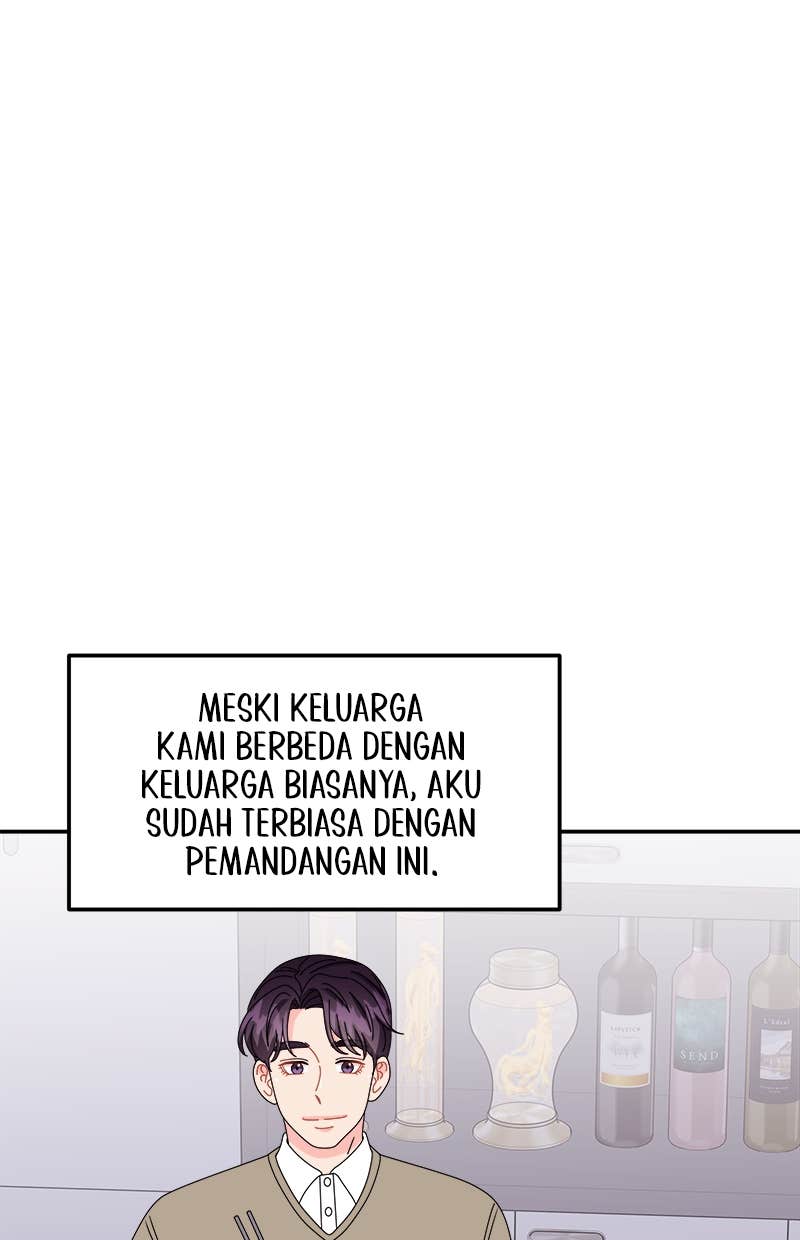 MESKI KELUARGA
KAMI BERBEDA DENGAN
KELUARGA BIASANYA, AKU
SUDAH TERBIASA DENGAN
PEMANDANGAN INI.
SEND